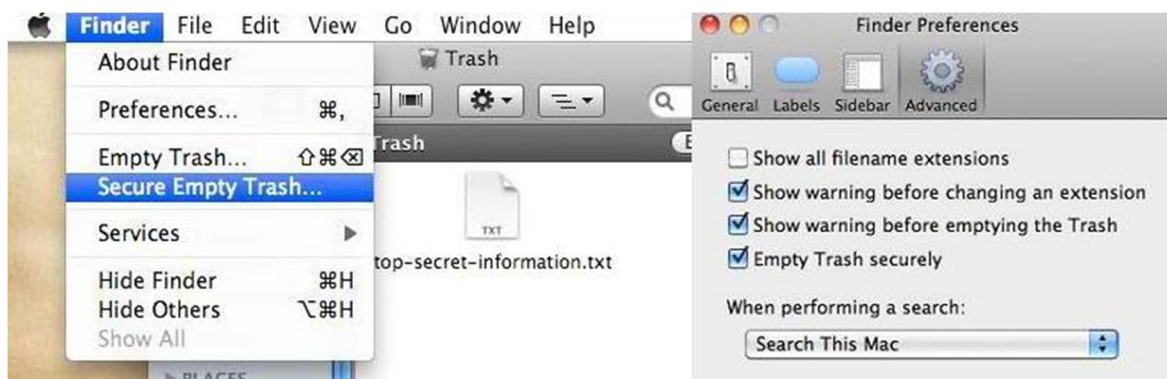 Finder File Edit View Go Window Help
About Finder
Preferences... ⌘,
Empty Trash... ⇧⌘⌫
Secure Empty Trash...
Services ▶
Hide Finder ⌘H
Hide Others ⌥⌘H
Show All
Trash
Trash
TXT
top-secret-information.txt
Finder Preferences
General Labels Sidebar Advanced
Show all filename extensions
Show warning before changing an extension
Show warning before emptying the Trash
Empty Trash securely
When performing a search:
Search This Mac